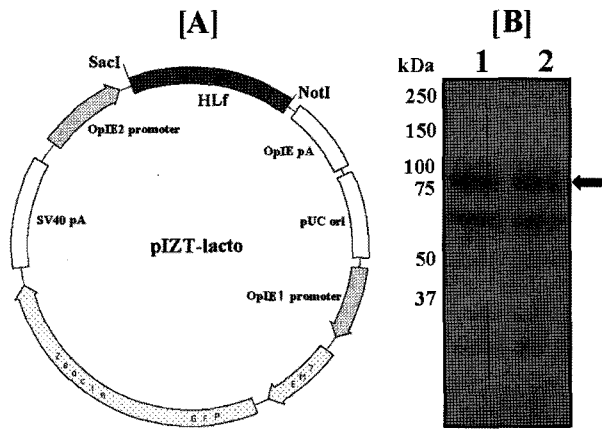 [A]
SacI
HLf
NotI
OpIE2 promoter
OpIE pA
SV40 pA
pUC ori
pIZT-lacto
OpIE1 promoter
EM7
GFP
Zeocin
[B]
kDa
1
2
250
150
100
75
50
37